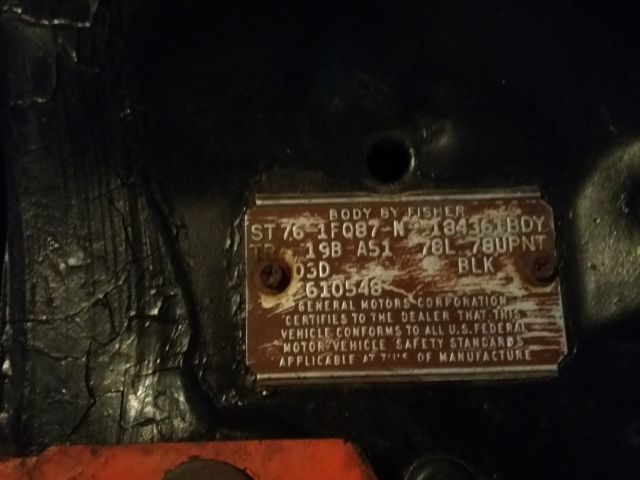 BODY BY FISHER
ST 76 1FQ87-N 184361BDY
TR 19B A51 78L 78UPNT
03D BLK
610548
GENERAL MOTORS CORPORATION
CERTIFIES TO THE DEALER THAT THIS
VEHICLE CONFORMS TO ALL U.S. FEDERAL
MOTOR VEHICLE SAFETY STANDARDS
APPLICABLE AT OF MANUFACTURE